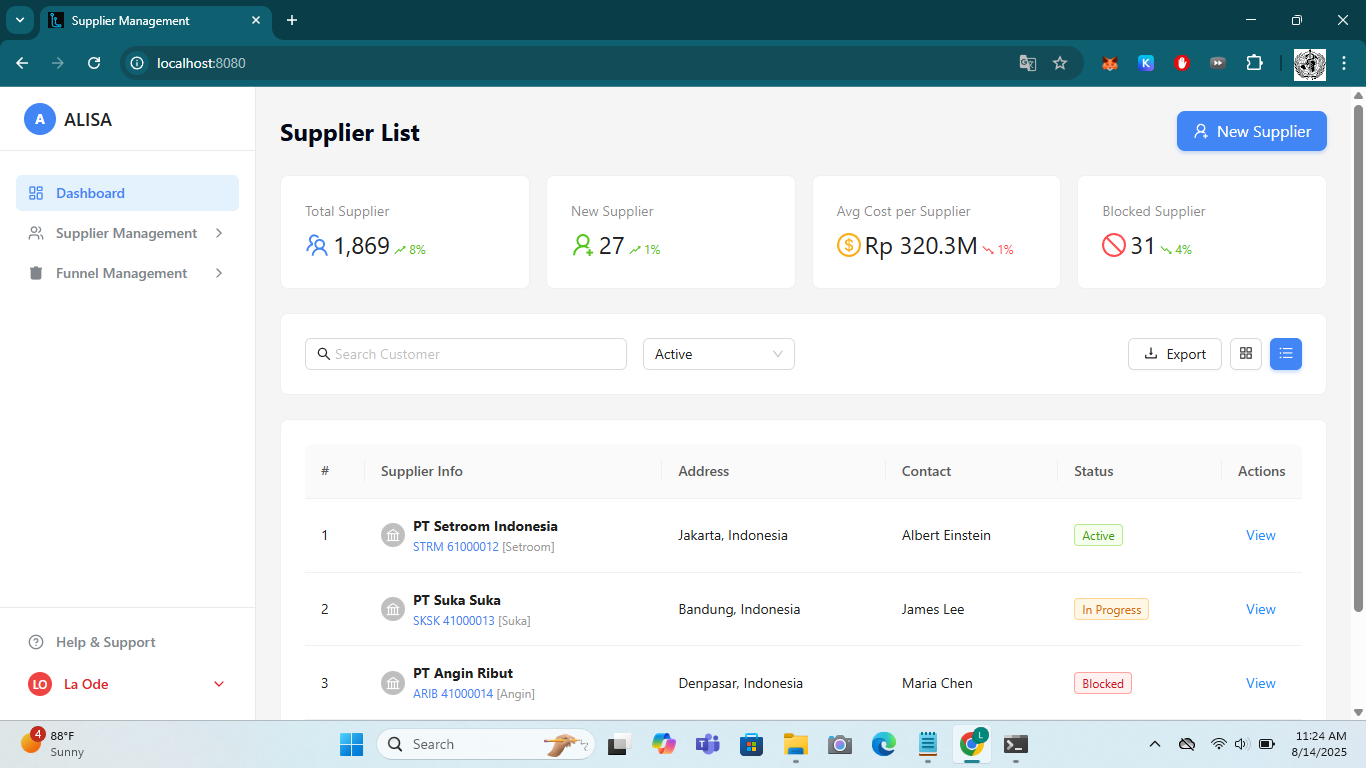 Supplier Management
localhost:8080
K
A ALISA
Dashboard
Supplier Management
Funnel Management
Help & Support
LO La Ode
Supplier List
New Supplier
Total Supplier
1,869 8%
New Supplier
27 1%
Avg Cost per Supplier
$ Rp 320.3M 1%
Blocked Supplier
31 4%
Search Customer
Active
Export
# Supplier Info Address Contact Status Actions
1 PT Setroom Indonesia Jakarta, Indonesia Albert Einstein Active View
STRM 61000012 [Setroom]
2 PT Suka Suka Bandung, Indonesia James Lee In Progress View
SKSK 41000013 [Suka]
3 PT Angin Ribut Denpasar, Indonesia Maria Chen Blocked View
ARIB 41000014 [Angin]
4 88°F
Sunny
Search
L
11:24 AM
8/14/2025